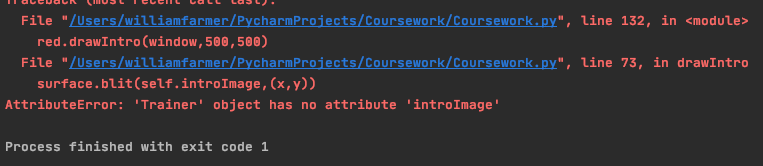 Traceback (most recent call last):
File "/Users/williamfarmer/PycharmProjects/Coursework/Coursework.py", line 132, in <module>
red.drawIntro(window,500,500)
File "/Users/williamfarmer/PycharmProjects/Coursework/Coursework.py", line 73, in drawIntro
surface.blit(self.introImage,(x,y))
AttributeError: 'Trainer' object has no attribute 'introImage'
Process finished with exit code 1